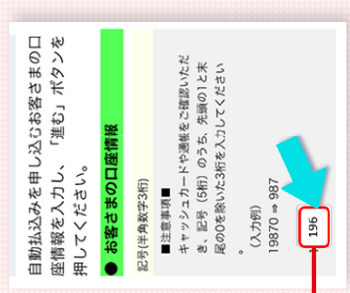 自動払込みを申し込むお客さまの口
座情報を入力し、「進む」ボタンを
押してください。
● お客さまの口座情報
記号(半角数字3桁)
■注意事項■
キャッシュカードや通帳をご確認いただ
き、記号（5桁）のうち、先頭の1と末
尾の0を除いた3桁を入力してください
。
（入力例）
19870 ⇒ 987
196